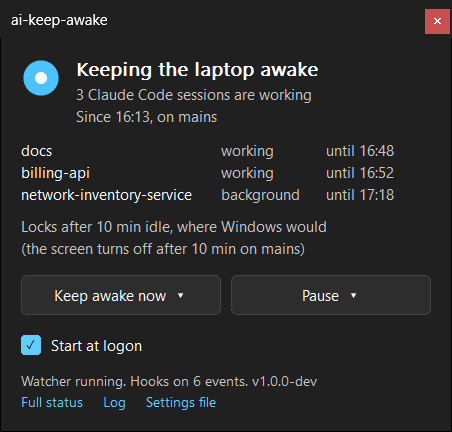 ai-keep-awake
Keeping the laptop awake
3 Claude Code sessions are working
Since 16:13, on mains
docs working until 16:48
billing-api working until 16:52
network-inventory-service background until 17:18
Locks after 10 min idle, where Windows would
(the screen turns off after 10 min on mains)
Keep awake now ▾ Pause ▾
Start at logon
Watcher running. Hooks on 6 events. v1.0.0-dev
Full status Log Settings file